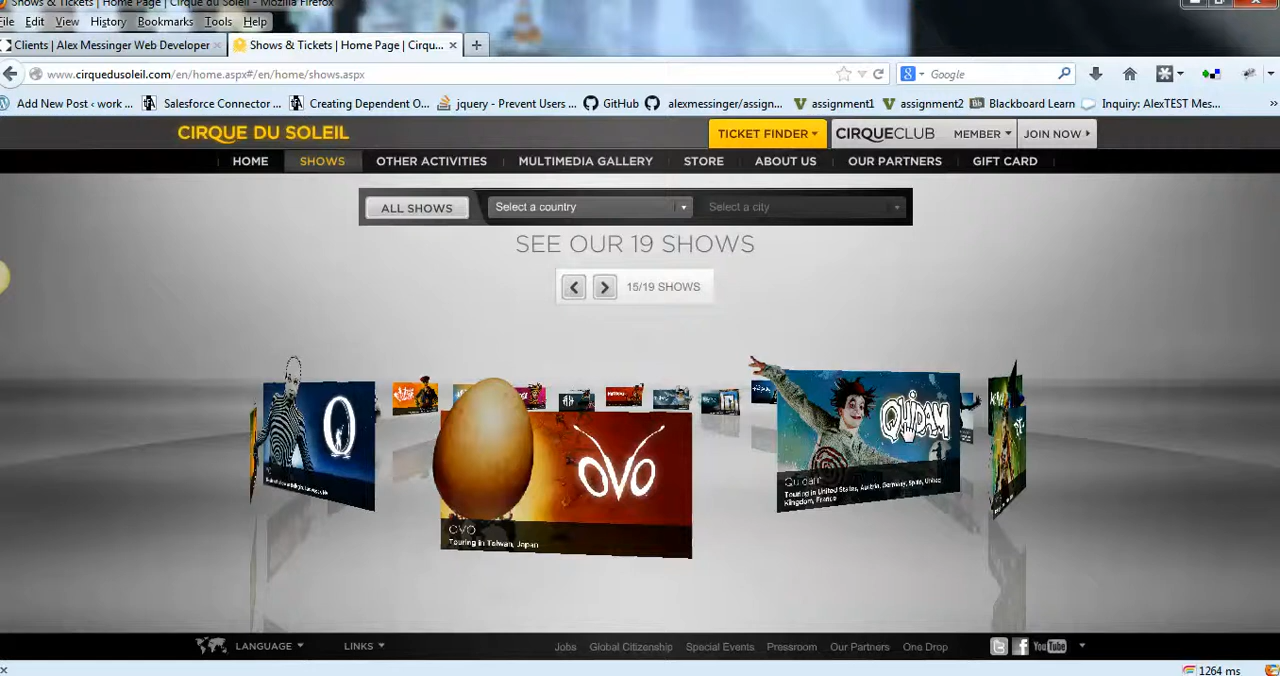 Shows & Tickets | Home Page | Cirque du Soleil - Mozilla Firefox
File Edit View History Bookmarks Tools Help
Clients | Alex Messinger Web Developer
Shows & Tickets | Home Page | Cirqu...
www.cirquedusoleil.com/en/home.aspx#/en/home/shows.aspx
Google
Add New Post ‹ work ... Salesforce Connector ... Creating Dependent O... jquery - Prevent Users ... GitHub alexmessinger/assign... assignment1 assignment2 Bb Blackboard Learn Inquiry: AlexTEST Mes... »
CIRQUE DU SOLEIL
TICKET FINDER CIRQUECLUB MEMBER JOIN NOW
HOME SHOWS OTHER ACTIVITIES MULTIMEDIA GALLERY STORE ABOUT US OUR PARTNERS GIFT CARD
ALL SHOWS Select a country Select a city
SEE OUR 19 SHOWS
15/19 SHOWS
O
OVO
OVO
Touring in Taiwan, Japan
QUIDAM
Quidam
Touring in United States, Austria, Germany, Spain, United
Kingdom, France
LANGUAGE LINKS Jobs Global Citizenship Special Events Pressroom Our Partners One Drop YouTube
1264 ms